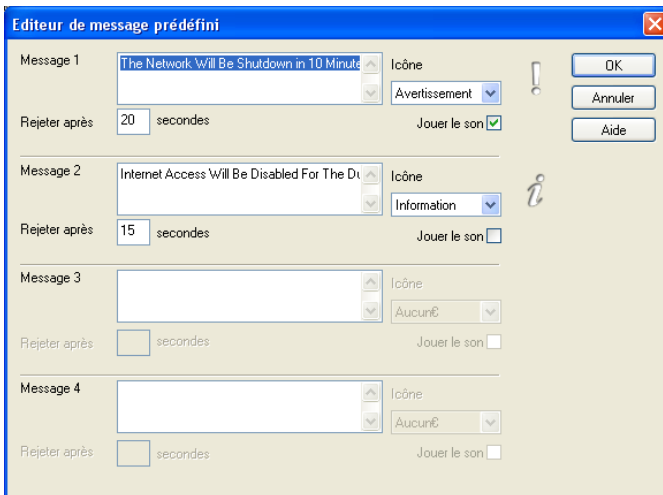 Editeur de message prédéfini
Message 1
The Network Will Be Shutdown in 10 Minute
Icône
Avertissement
OK
Annuler
Aide
Rejeter après 20 secondes
Jouer le son
Message 2
Internet Access Will Be Disabled For The Du
Icône
Information
Rejeter après 15 secondes
Jouer le son
Message 3
Icône
Aucun€
Rejeter après secondes
Jouer le son
Message 4
Icône
Aucun€
Rejeter après secondes
Jouer le son